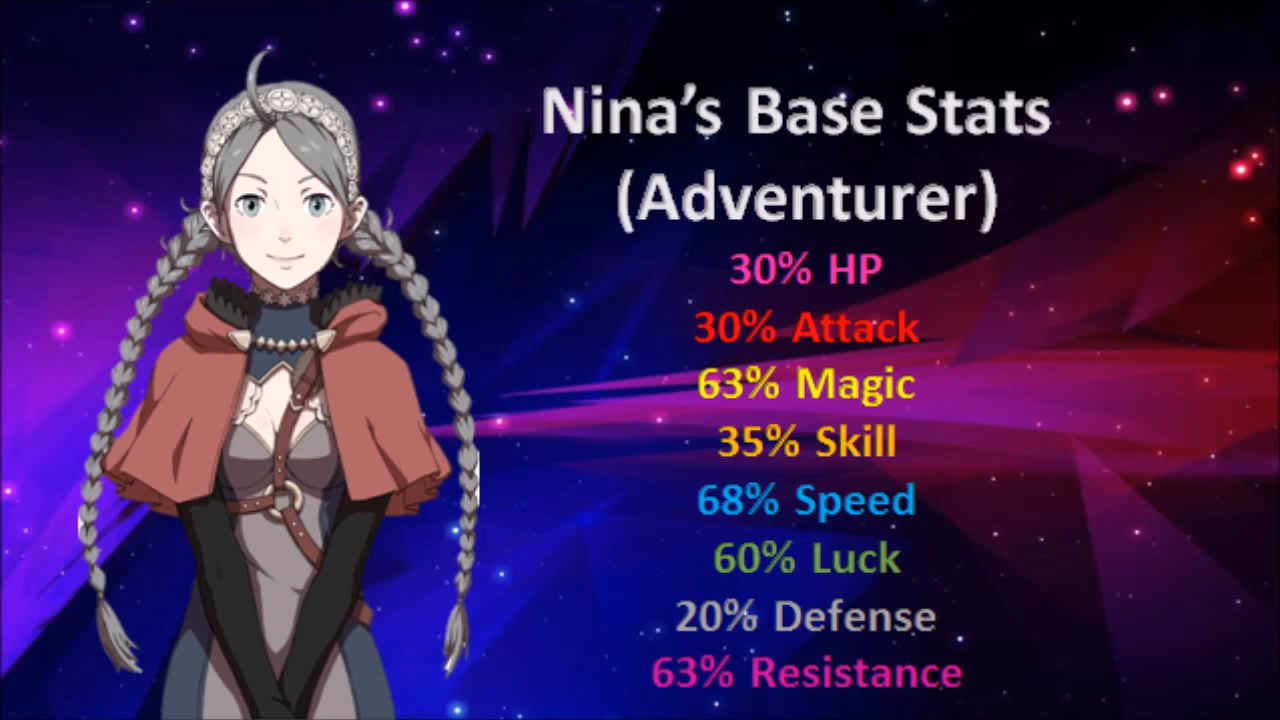 Nina’s Base Stats
(Adventurer)
30% HP
30% Attack
63% Magic
35% Skill
68% Speed
60% Luck
20% Defense
63% Resistance